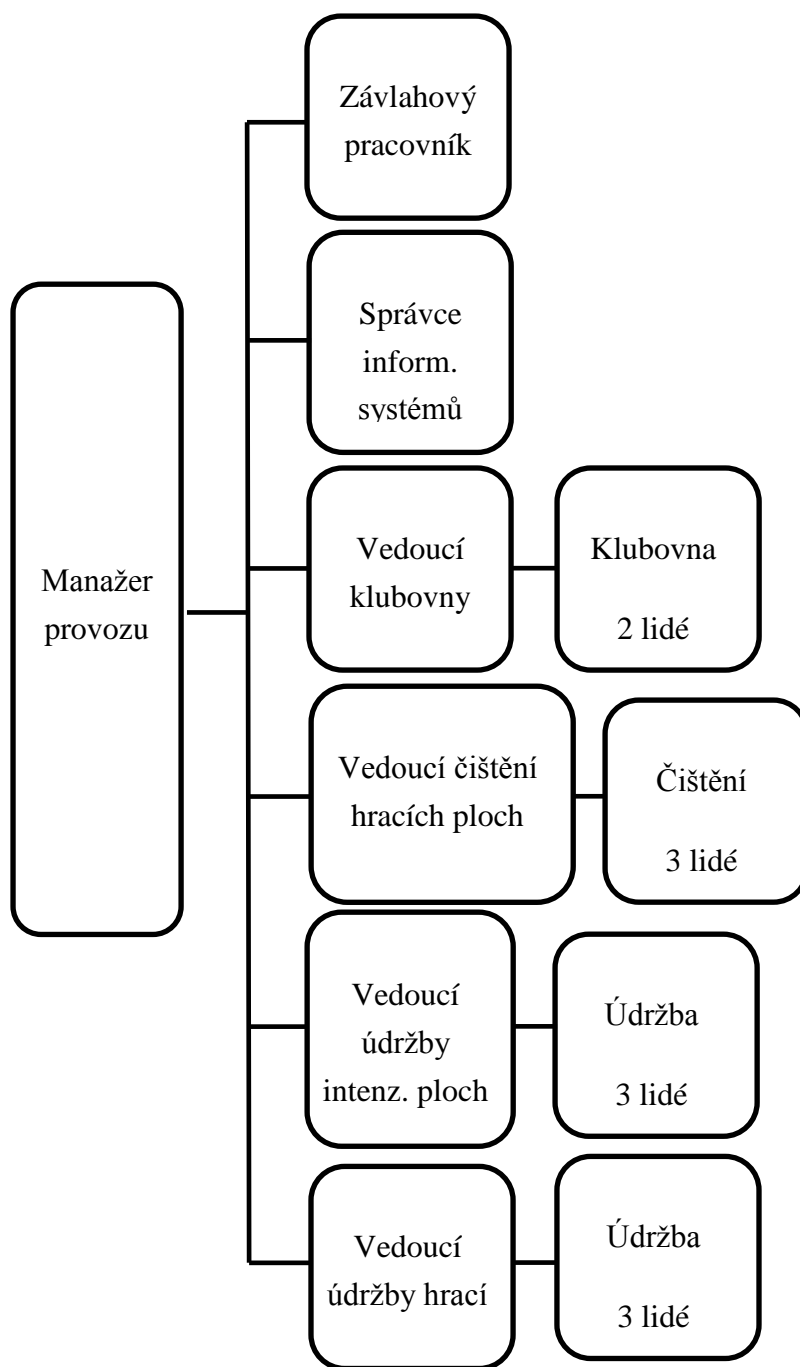 Závlahový
pracovník
Správce
inform.
systémů
Manažer
provozu
Vedoucí
klubovny
Klubovna
2 lidé
Vedoucí čištění
hracích ploch
Čištění
3 lidé
Vedoucí
údržby
intenz. ploch
Údržba
3 lidé
Vedoucí
údržby hrací
Údržba
3 lidé